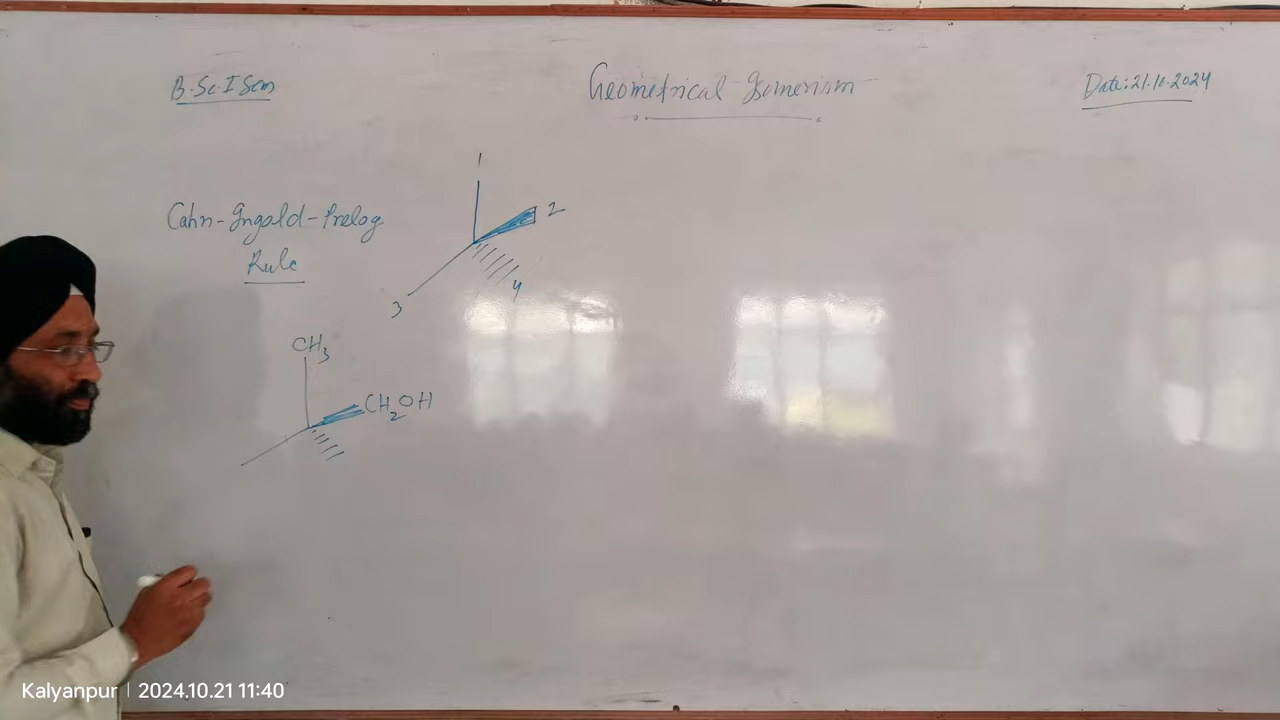 B.Sc. I Sem
Geometrical Isomerism
Date: 21.10.2024
Cahn-Ingold-Prelog
Rule
1
2
3
4
CH3
CH2OH
Kalyanpur | 2024.10.21 11:40